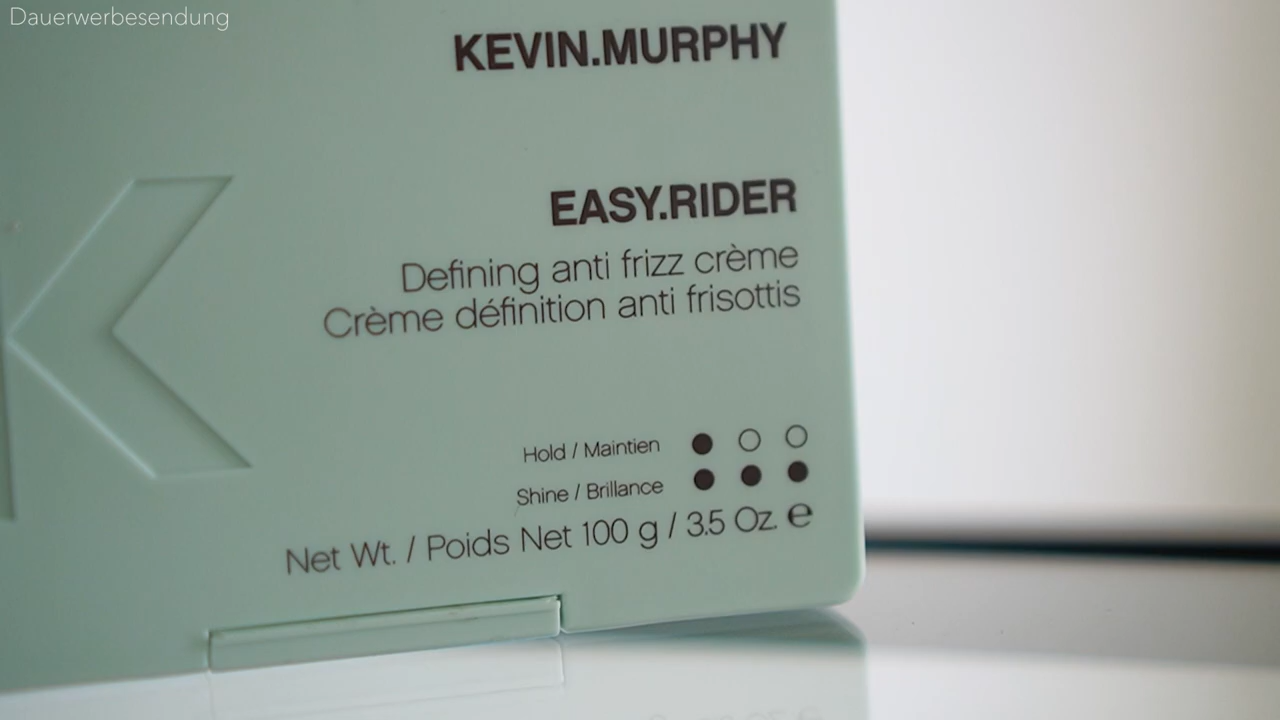 Dauerwerbesendung
KEVIN.MURPHY
K
EASY.RIDER
Defining anti frizz crème
Crème définition anti frisottis
Hold / Maintien
Shine / Brillance
Net Wt. / Poids Net 100 g / 3.5 Oz. ℮